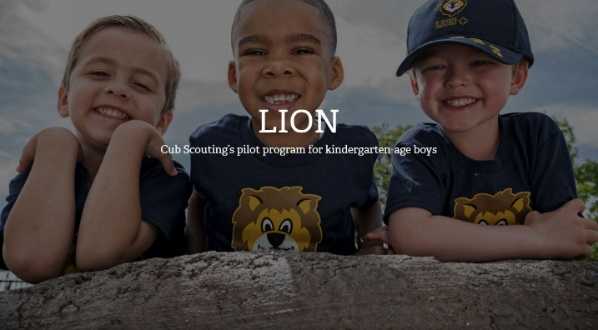 LION
Cub Scouting's pilot program for kindergarten-age boys